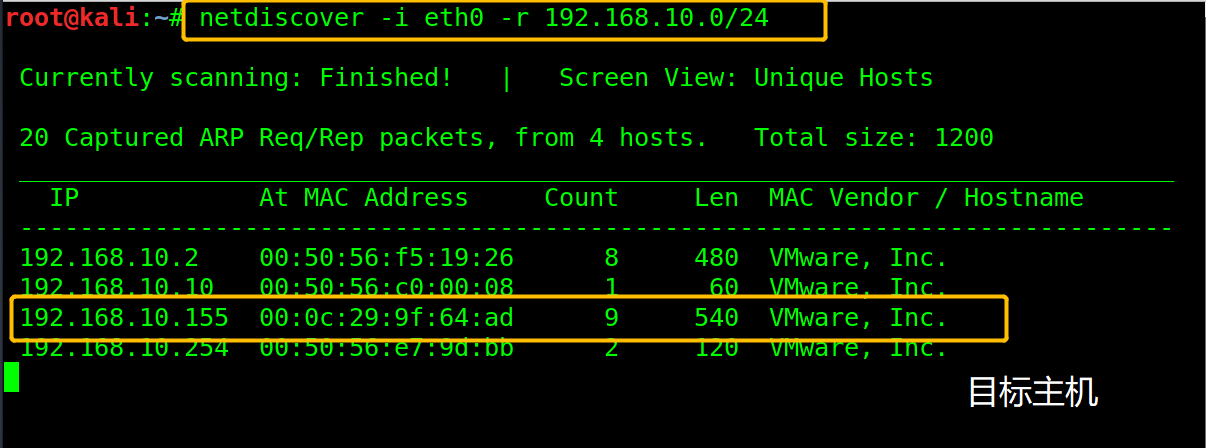 root@kali:~# netdiscover -i eth0 -r 192.168.10.0/24
Currently scanning: Finished!   |   Screen View: Unique Hosts
20 Captured ARP Req/Rep packets, from 4 hosts.   Total size: 1200
_____________________________________________________________________________
IP            At MAC Address     Count     Len  MAC Vendor / Hostname
-----------------------------------------------------------------------------
192.168.10.2    00:50:56:f5:19:26      8     480  VMware, Inc.
192.168.10.10   00:50:56:c0:00:08      1      60  VMware, Inc.
192.168.10.155  00:0c:29:9f:64:ad      9     540  VMware, Inc.
192.168.10.254  00:50:56:e7:9d:bb      2     120  VMware, Inc.
目标主机